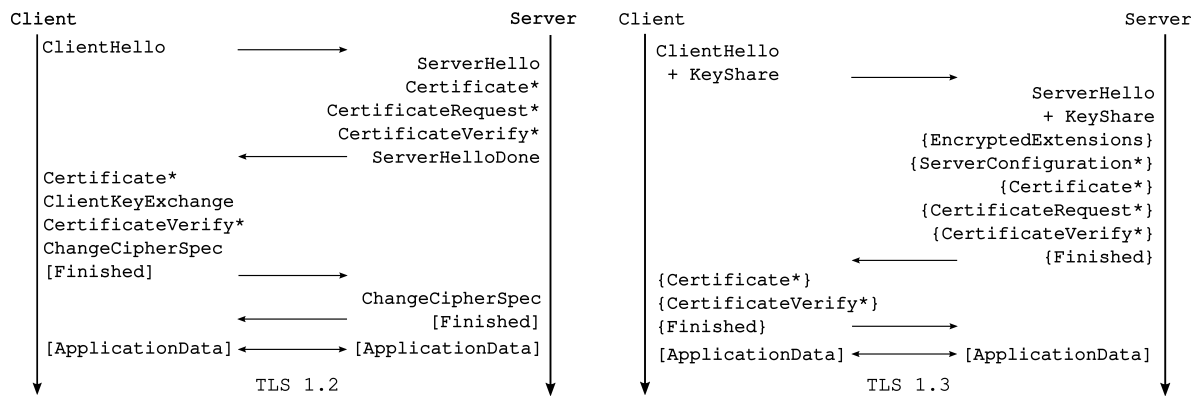 Client Server
ClientHello
ServerHello
Certificate*
CertificateRequest*
CertificateVerify*
ServerHelloDone
Certificate*
ClientKeyExchange
CertificateVerify*
ChangeCipherSpec
[Finished]
ChangeCipherSpec
[Finished]
[ApplicationData] [ApplicationData]
TLS 1.2
Client Server
ClientHello
+ KeyShare
ServerHello
+ KeyShare
{EncryptedExtensions}
{ServerConfiguration*}
{Certificate*}
{CertificateRequest*}
{CertificateVerify*}
{Finished}
{Certificate*}
{CertificateVerify*}
{Finished}
[ApplicationData] [ApplicationData]
TLS 1.3